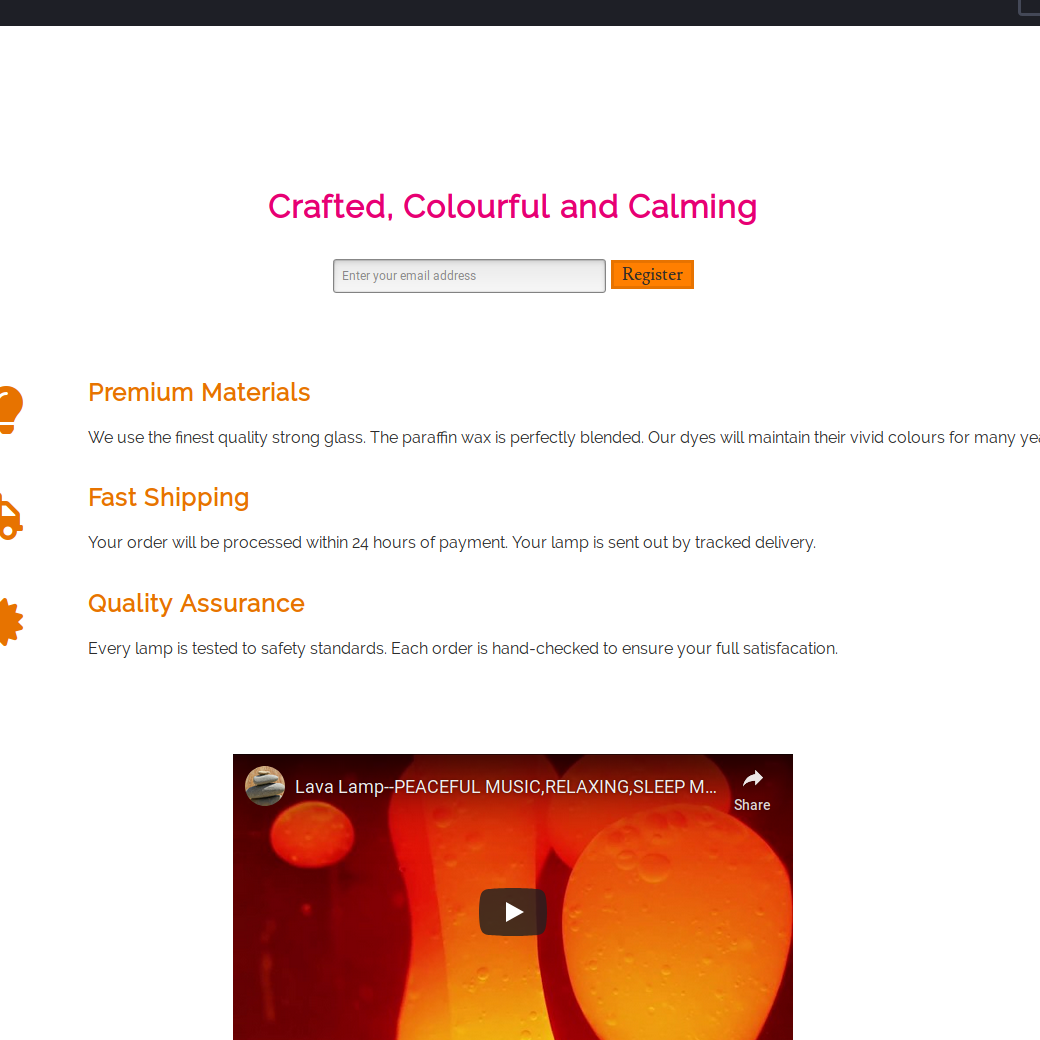 Crafted, Colourful and Calming
Enter your email address
Register
Premium Materials
We use the finest quality strong glass. The paraffin wax is perfectly blended. Our dyes will maintain their vivid colours for many
Fast Shipping
Your order will be processed within 24 hours of payment. Your lamp is sent out by tracked delivery.
Quality Assurance
Every lamp is tested to safety standards. Each order is hand-checked to ensure your full satisfacation.
Lava Lamp--PEACEFUL MUSIC,RELAXING,SLEEP M...
Share